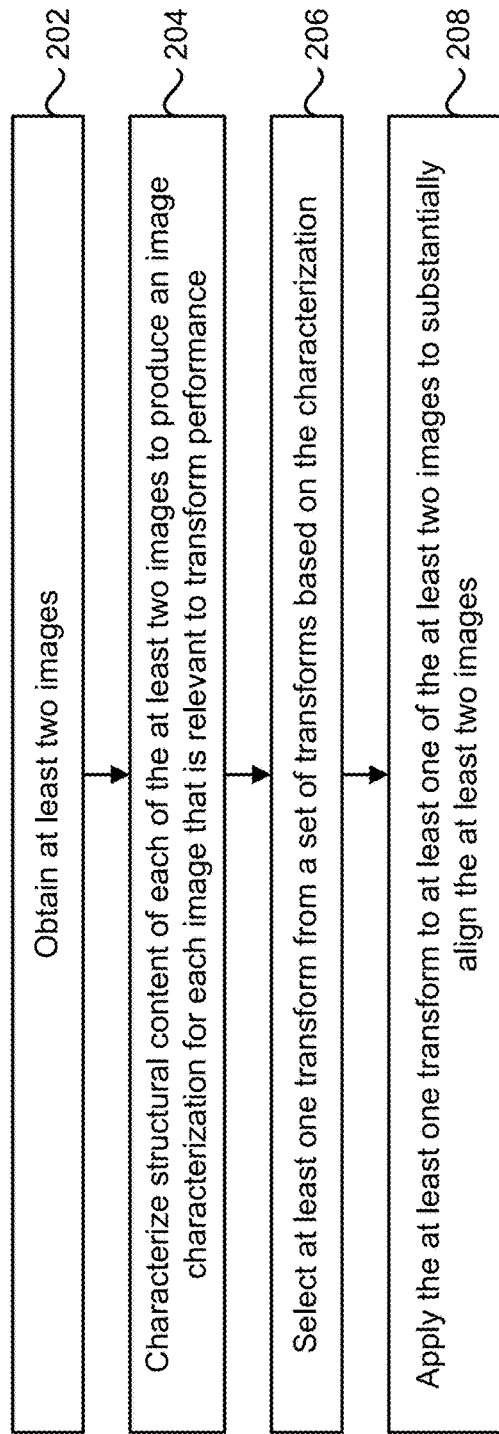 Obtain at least two images
202
Characterize structural content of each of the at least two images to produce an image
characterization for each image that is relevant to transform performance
204
Select at least one transform from a set of transforms based on the characterization
206
Apply the at least one transform to at least one of the at least two images to substantially
align the at least two images
208